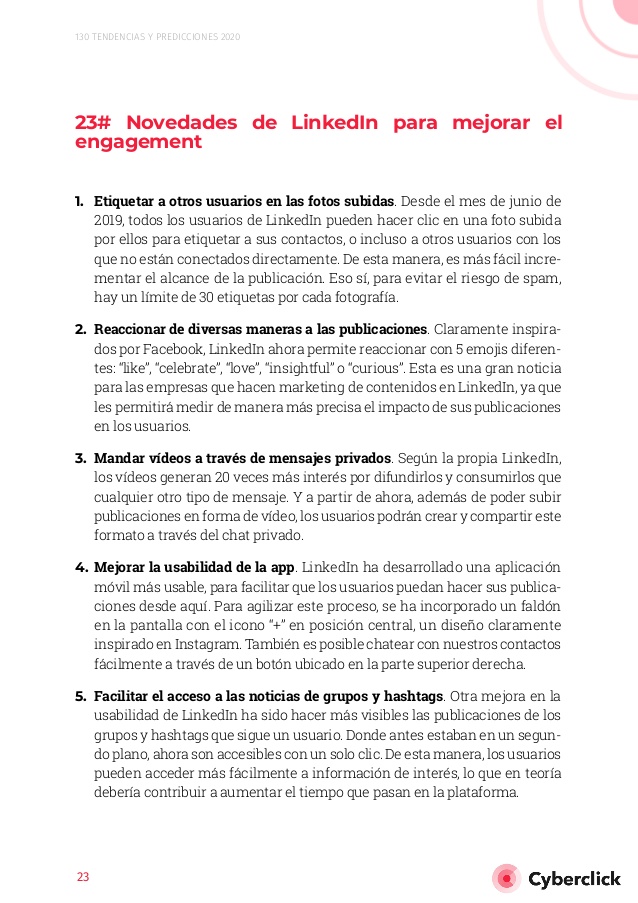 130 TENDENCIAS Y PREDICCIONES 2020
23# Novedades de LinkedIn para mejorar el
engagement
1. Etiquetar a otros usuarios en las fotos subidas. Desde el mes de junio de
2019, todos los usuarios de LinkedIn pueden hacer clic en una foto subida
por ellos para etiquetar a sus contactos, o incluso a otros usuarios con los
que no están conectados directamente. De esta manera, es más fácil incre-
mentar el alcance de la publicación. Eso sí, para evitar el riesgo de spam,
hay un límite de 30 etiquetas por cada fotografía.
2. Reaccionar de diversas maneras a las publicaciones. Claramente inspira-
dos por Facebook, LinkedIn ahora permite reaccionar con 5 emojis diferen-
tes: “like”, “celebrate”, “love”, “insightful” o “curious”. Esta es una gran noticia
para las empresas que hacen marketing de contenidos en LinkedIn, ya que
les permitirá medir de manera más precisa el impacto de sus publicaciones
en los usuarios.
3. Mandar vídeos a través de mensajes privados. Según la propia LinkedIn,
los vídeos generan 20 veces más interés por difundirlos y consumirlos que
cualquier otro tipo de mensaje. Y a partir de ahora, además de poder subir
publicaciones en forma de vídeo, los usuarios podrán crear y compartir este
formato a través del chat privado.
4. Mejorar la usabilidad de la app. LinkedIn ha desarrollado una aplicación
móvil más usable, para facilitar que los usuarios puedan hacer sus publica-
ciones desde aquí. Para agilizar este proceso, se ha incorporado un faldón
en la pantalla con el icono “+” en posición central, un diseño claramente
inspirado en Instagram. También es posible chatear con nuestros contactos
fácilmente a través de un botón ubicado en la parte superior derecha.
5. Facilitar el acceso a las noticias de grupos y hashtags. Otra mejora en la
usabilidad de LinkedIn ha sido hacer más visibles las publicaciones de los
grupos y hashtags que sigue un usuario. Donde antes estaban en un segun-
do plano, ahora son accesibles con un solo clic. De esta manera, los usuarios
pueden acceder más fácilmente a información de interés, lo que en teoría
debería contribuir a aumentar el tiempo que pasan en la plataforma.
23
Cyberclick